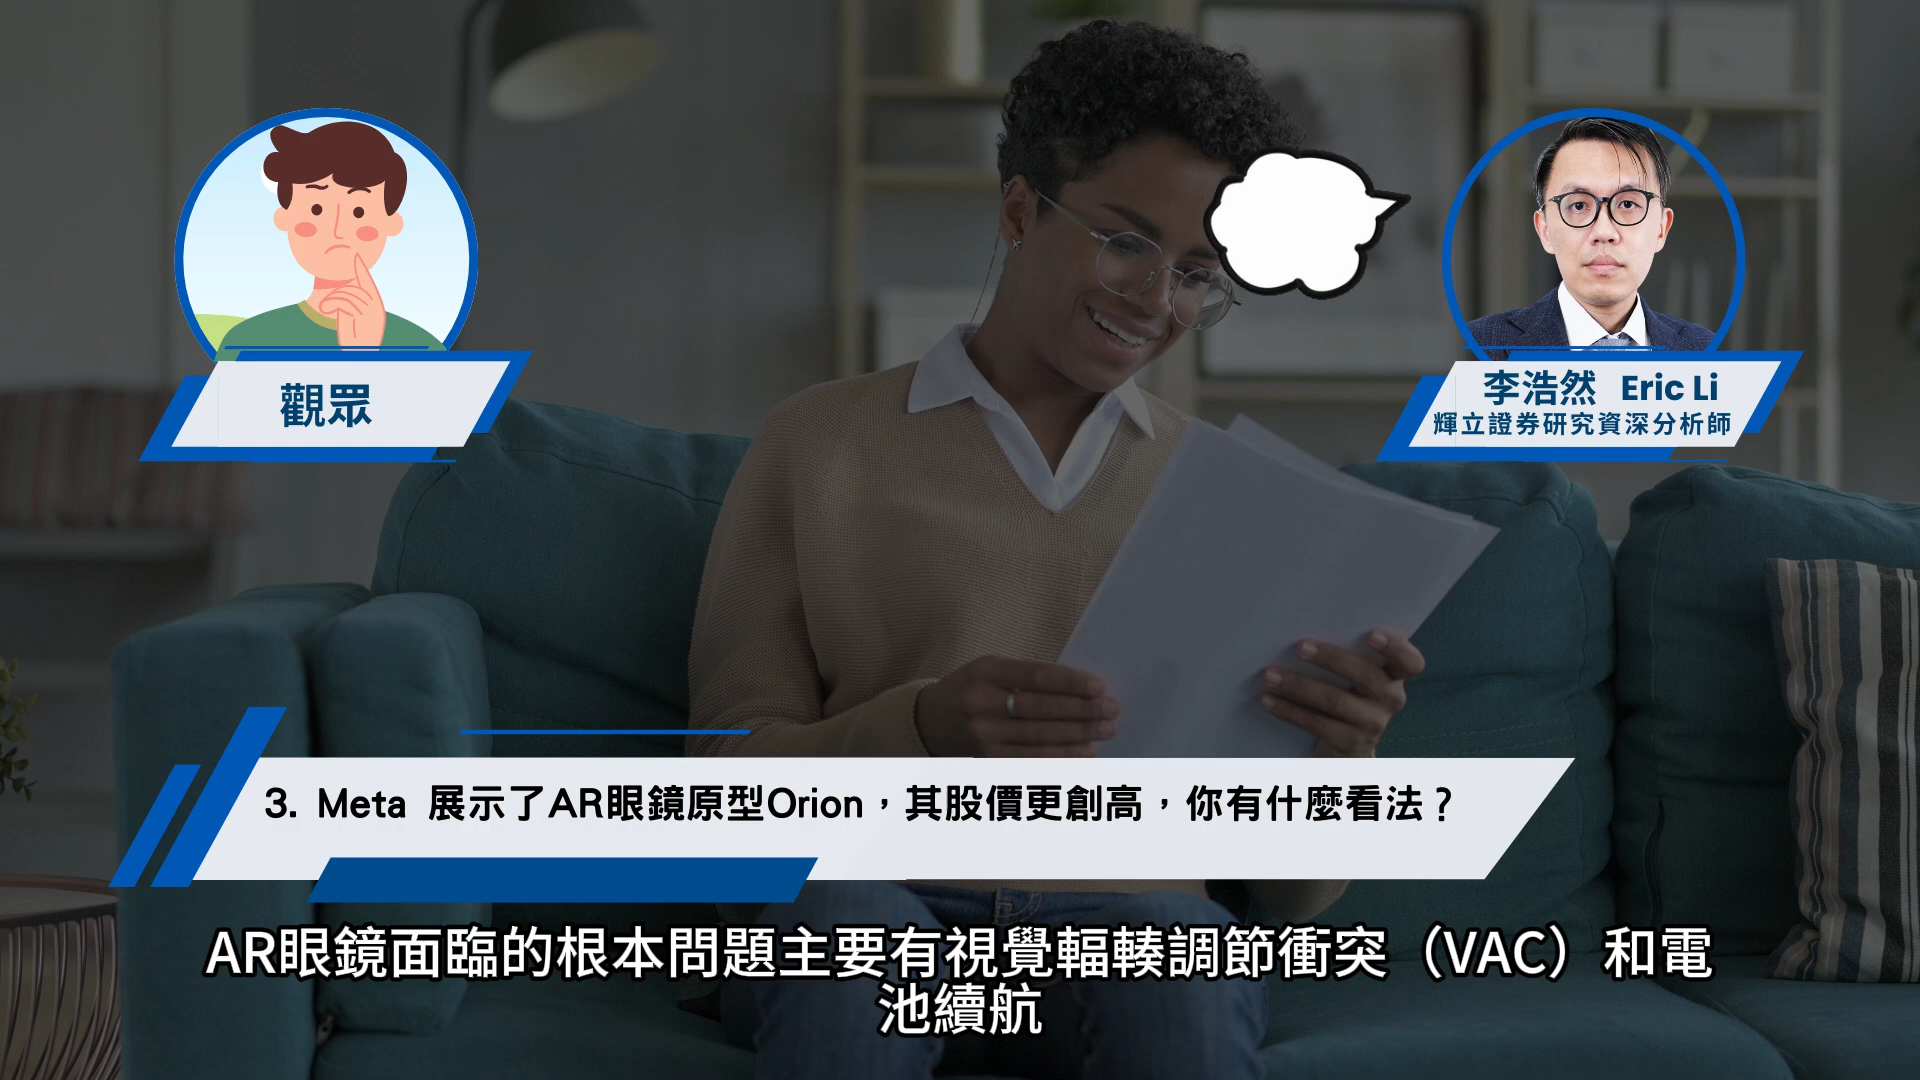 觀眾
李浩然 Eric Li
輝立證券研究資深分析師
3. Meta 展示了AR眼鏡原型Orion，其股價更創高，你有什麼看法？
AR眼鏡面臨的根本問題主要有視覺輻輳調節衝突（VAC）和電
池續航